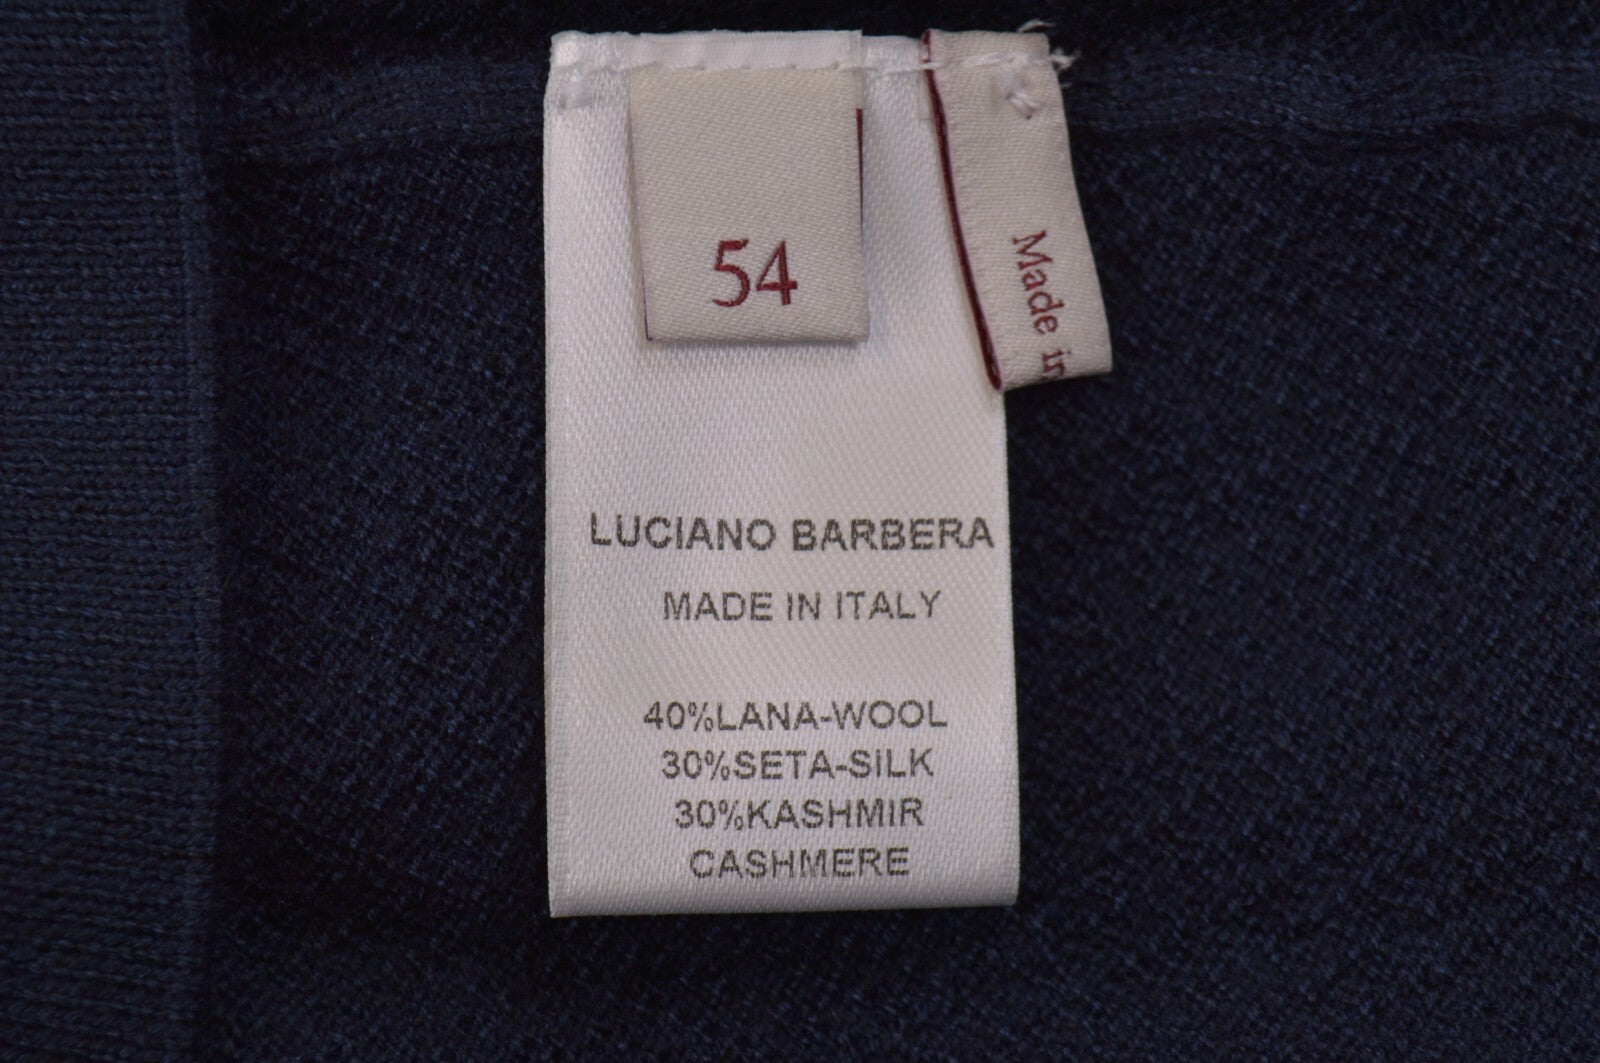 54
Made in
LUCIANO BARBERA
MADE IN ITALY
40%LANA-WOOL
30%SETA-SILK
30%KASHMIR
CASHMERE